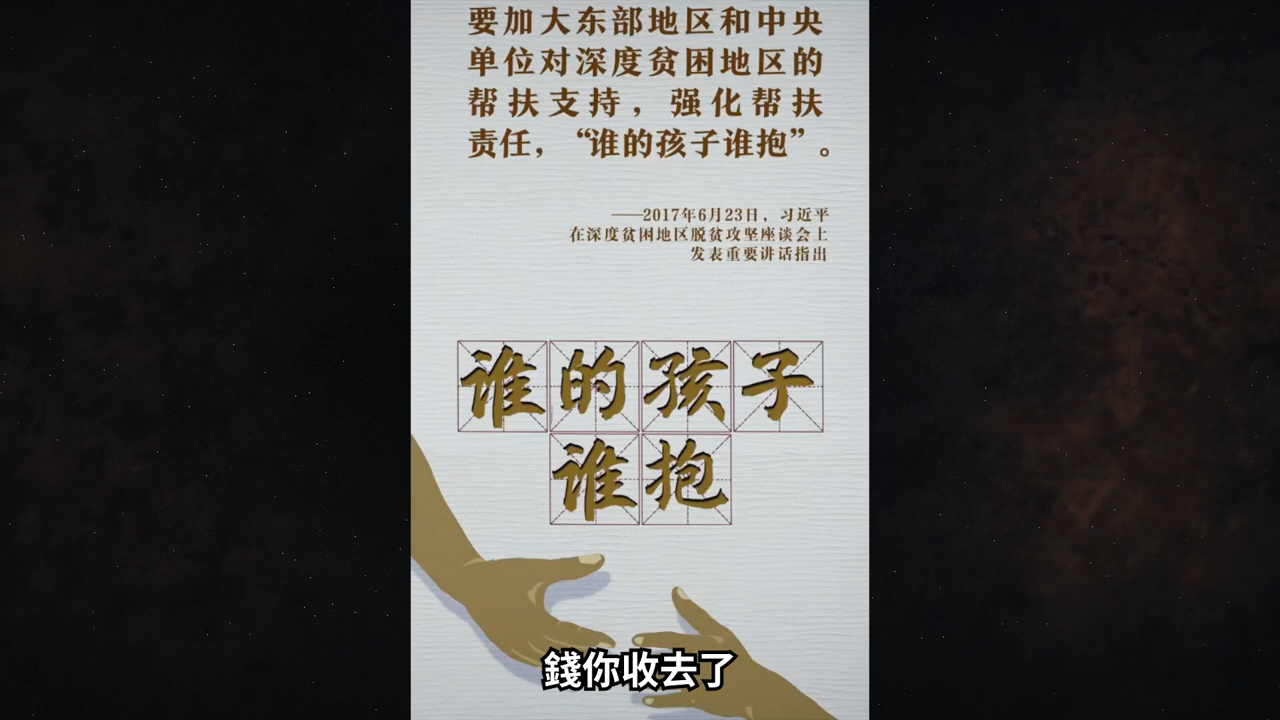 要加大东部地区和中央
单位对深度贫困地区的
帮扶支持，强化帮扶
责任，“谁的孩子谁抱”。
——2017年6月23日，习近平
在深度贫困地区脱贫攻坚座谈会上
发表重要讲话指出
谁的孩子
谁抱
錢你收去了